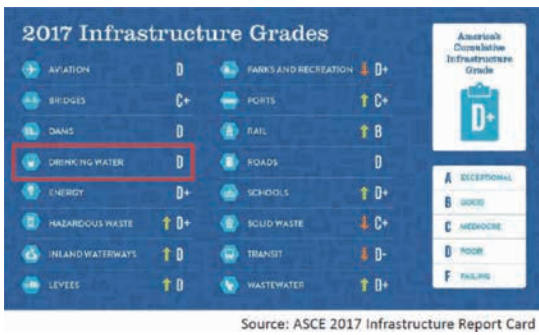 2017 Infrastructure Grades
AVIATION D
BRIDGES C+
DAMS D
DRINKING WATER D
ENERGY D+
HAZARDOUS WASTE ↑ D+
INLAND WATERWAYS ↑ D
LEVEES ↑ D
PARKS AND RECREATION ↓ D+
PORTS ↑ C+
RAIL ↑ B
ROADS D
SCHOOLS ↑ D+
SOLID WASTE ↓ C+
TRANSIT ↓ D-
WASTEWATER ↑ D+
America's
Cumulative
Infrastructure
Grade
D+
A EXCEPTIONAL
B GOOD
C MEDIOCRE
D POOR
F FAILING
Source: ASCE 2017 Infrastructure Report Card